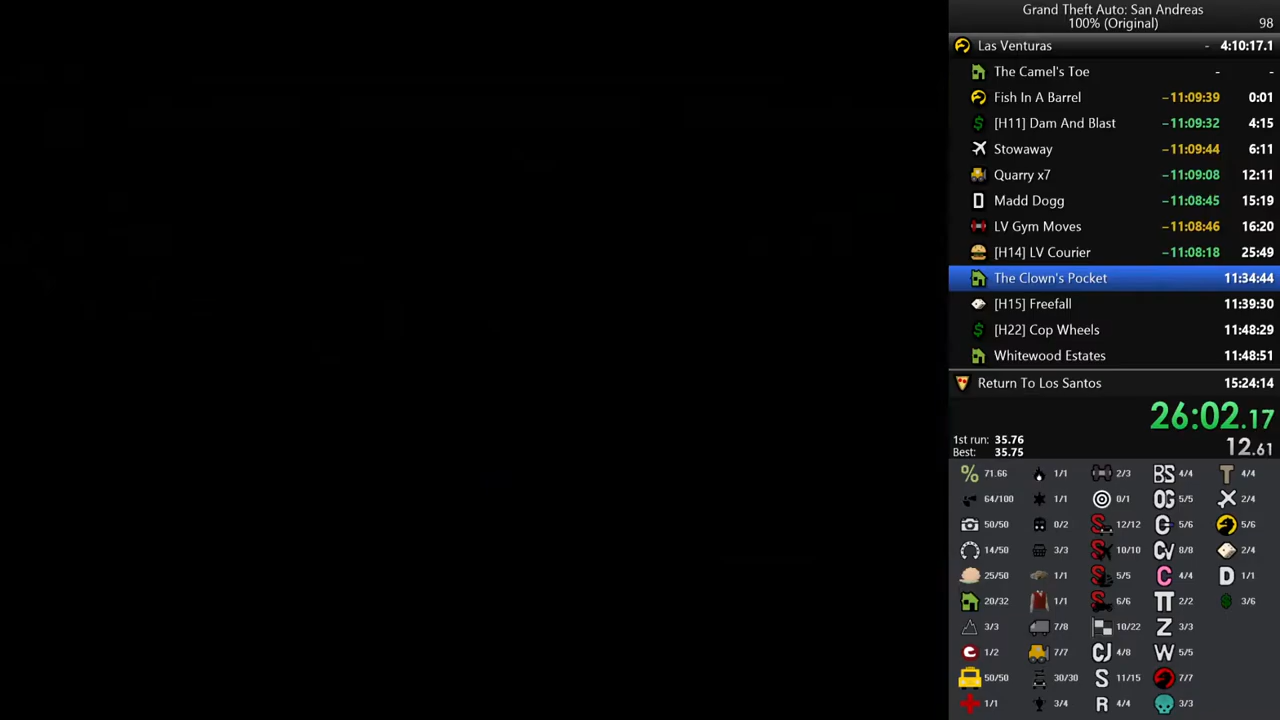 Grand Theft Auto: San Andreas
100% (Original) 98
Las Venturas - 4:10:17.1
The Camel's Toe - -
Fish In A Barrel -11:09:39 0:01
[H11] Dam And Blast -11:09:32 4:15
Stowaway -11:09:44 6:11
Quarry x7 -11:09:08 12:11
Madd Dogg -11:08:45 15:19
LV Gym Moves -11:08:46 16:20
[H14] LV Courier -11:08:18 25:49
The Clown's Pocket 11:34:44
[H15] Freefall 11:39:30
[H22] Cop Wheels 11:48:29
Whitewood Estates 11:48:51
Return To Los Santos 15:24:14
26:02.17
1st run: 35.76
Best: 35.75
12.61
% 71.66 1/1 2/3 BS 4/4 T 4/4
64/100 1/1 0/1 OG 5/5 2/4
50/50 0/2 S 12/12 C 5/6 5/6
14/50 3/3 S 10/10 CV 8/8 2/4
25/50 1/1 S 5/5 C 4/4 D 1/1
20/32 1/1 S 6/6 π 2/2 3/6
3/3 7/8 10/22 Z 3/3
1/2 7/7 CJ 4/8 W 5/5
50/50 30/30 S 11/15 7/7
1/1 3/4 R 4/4 3/3